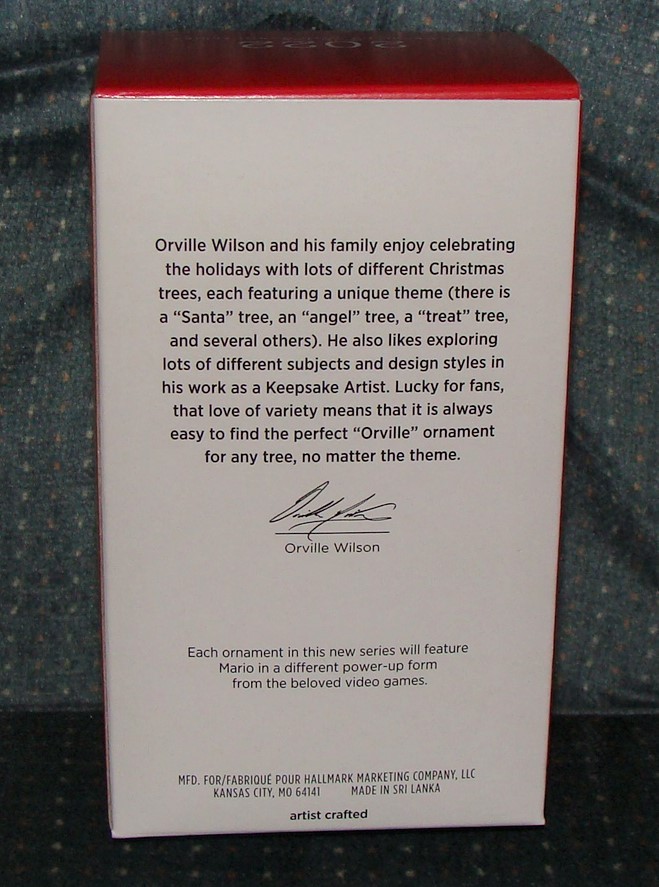 2022
Orville Wilson and his family enjoy celebrating
the holidays with lots of different Christmas
trees, each featuring a unique theme (there is
a “Santa” tree, an “angel” tree, a “treat” tree,
and several others). He also likes exploring
lots of different subjects and design styles in
his work as a Keepsake Artist. Lucky for fans,
that love of variety means that it is always
easy to find the perfect “Orville” ornament
for any tree, no matter the theme.
Orville Wilson
Each ornament in this new series will feature
Mario in a different power-up form
from the beloved video games.
MFD. FOR/FABRIQUÉ POUR HALLMARK MARKETING COMPANY, LLC
KANSAS CITY, MO 64141 MADE IN SRI LANKA
artist crafted